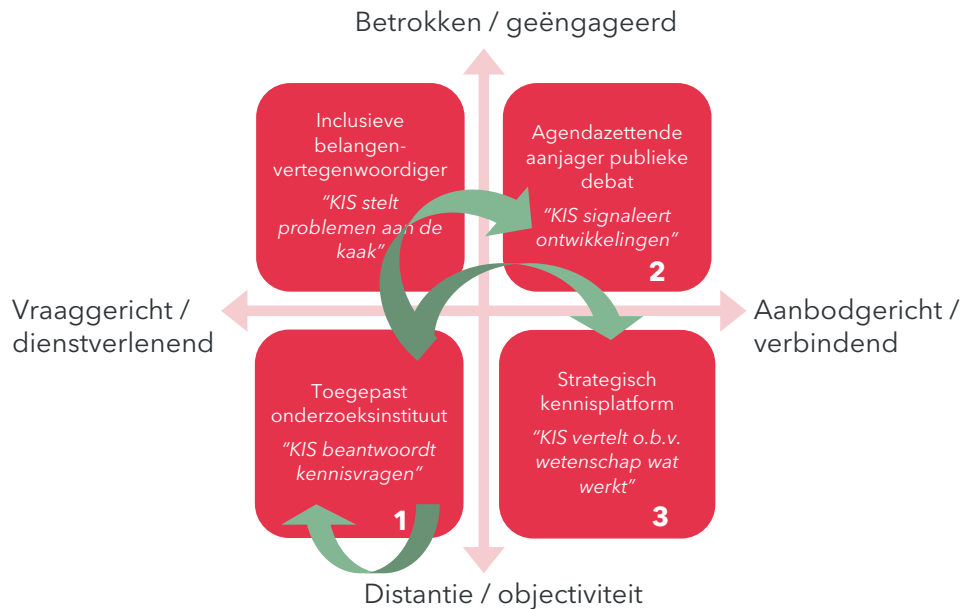 Betrokken / geëngageerd
Inclusieve
belangen-
vertegenwoordiger
"KIS stelt
problemen aan de
kaak"
Agendazettende
aanjager publieke
debat
"KIS signaleert
ontwikkelingen"
2
Vraaggericht /
dienstverlenend
Aanbodgericht /
verbindend
Toegepast
onderzoeksinstituut
"KIS beantwoordt
kennisvragen"
1
Strategisch
kennisplatform
"KIS vertelt o.b.v.
wetenschap wat
werkt"
3
Distantie / objectiviteit